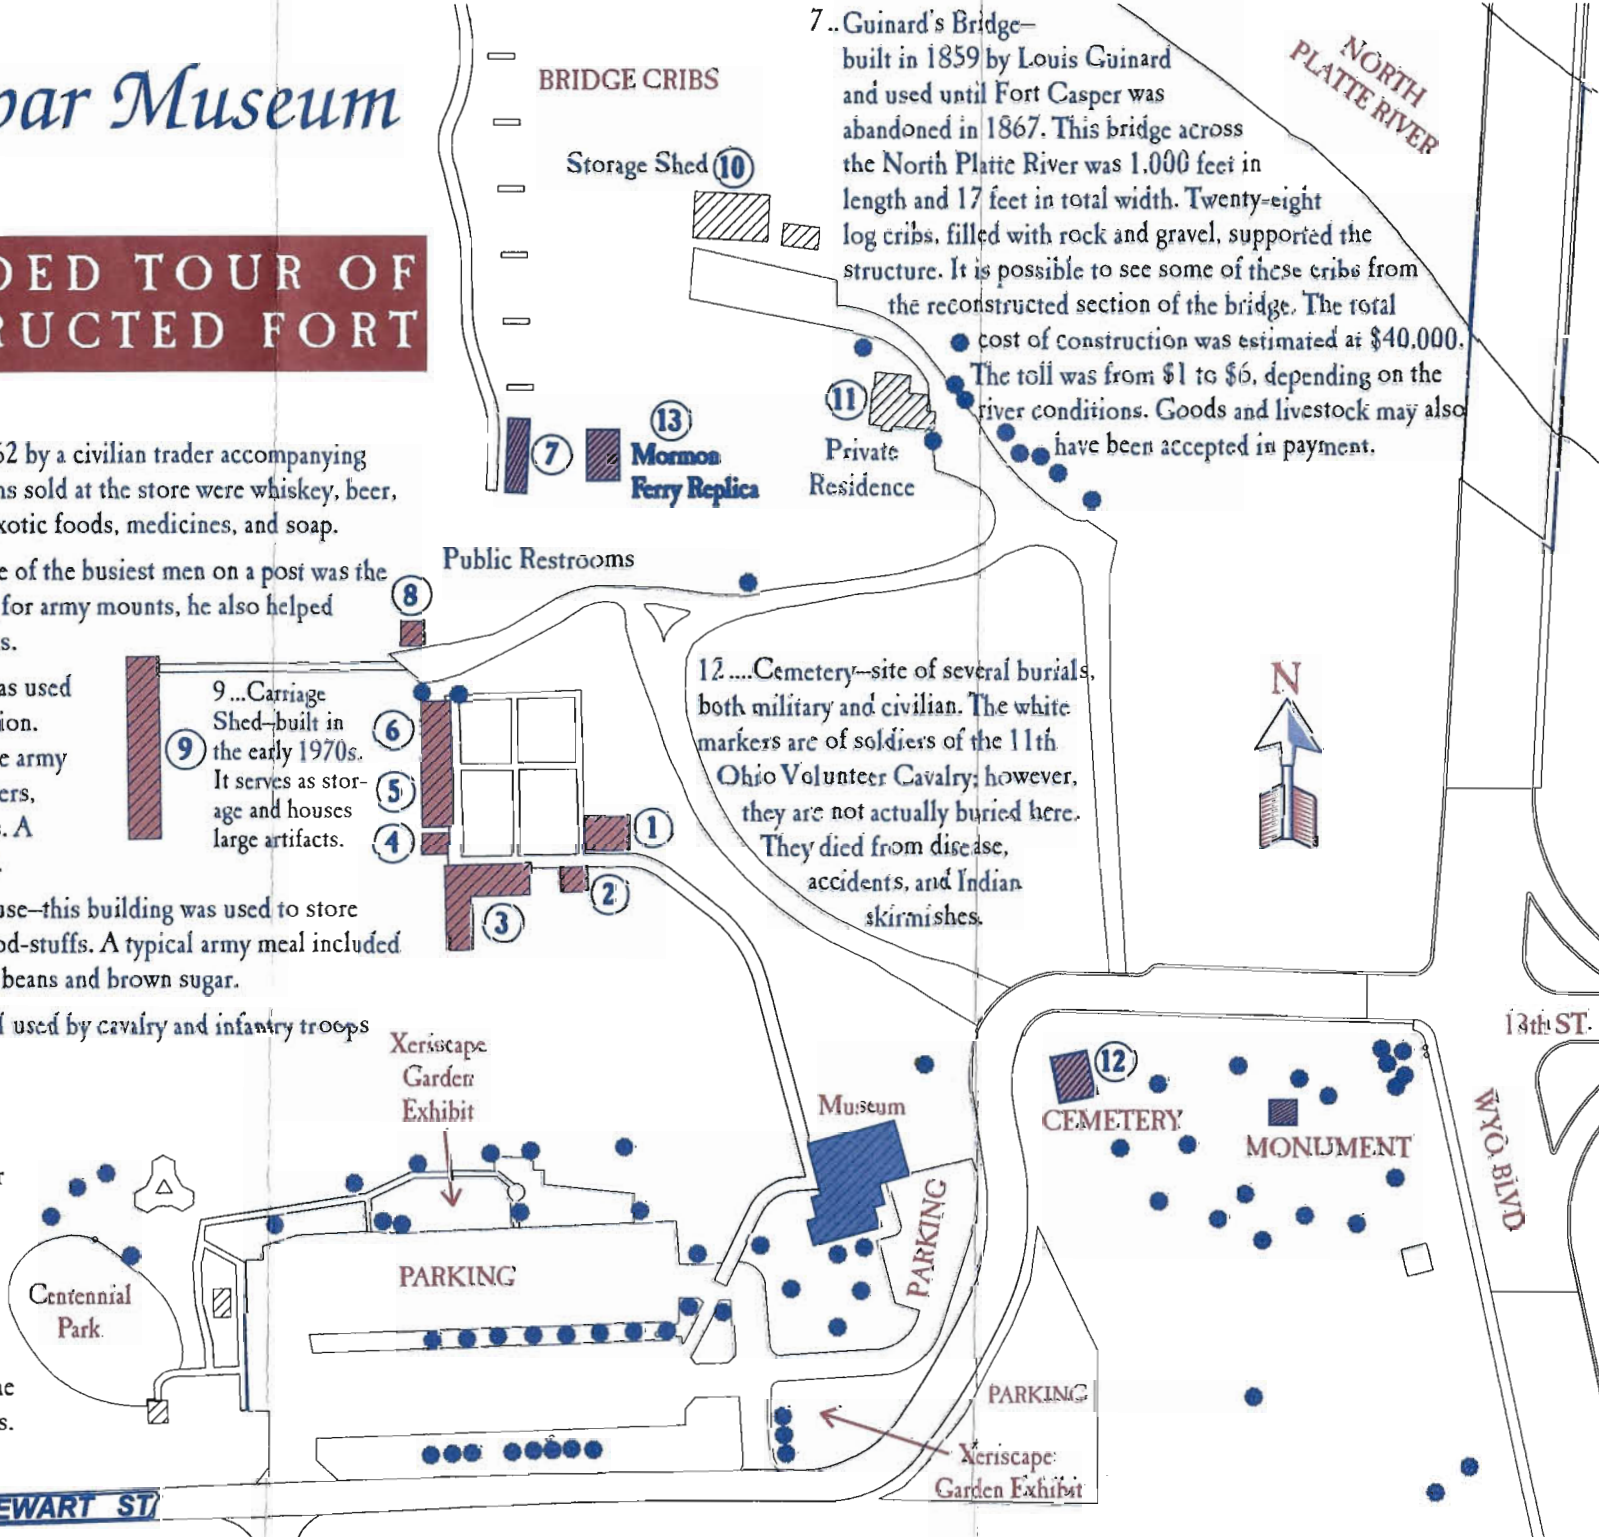 par Museum
DED TOUR OF
RUCTED FORT
62 by a civilian trader accompanying
ns sold at the store were whiskey, beer,
xotic foods, medicines, and soap.
e of the busiest men on a post was the
for army mounts, he also helped
s.
as used
ion.
e army
ers,
s. A
use–this building was used to store
od-stuffs. A typical army meal included
beans and brown sugar.
l used by cavalry and infantry troops
BRIDGE CRIBS
Storage Shed 10
7..Guinard's Bridge–
built in 1859 by Louis Guinard
and used until Fort Casper was
abandoned in 1867. This bridge across
the North Platte River was 1,000 feet in
length and 17 feet in total width. Twenty-eight
log cribs, filled with rock and gravel, supported the
structure. It is possible to see some of these cribs from
the reconstructed section of the bridge. The total
cost of construction was estimated at $40,000.
The toll was from $1 to $6, depending on the
river conditions. Goods and livestock may also
have been accepted in payment.
NORTH
PLATTE RIVER
7
13
Mormon
Ferry Replica
11
Private
Residence
Public Restrooms
8
9
9...Carriage
Shed–built in
the early 1970s.
It serves as stor-
age and houses
large artifacts.
6
5
4
1
2
3
12....Cemetery–site of several burials,
both military and civilian. The white
markers are of soldiers of the 11th
Ohio Volunteer Cavalry; however,
they are not actually buried here.
They died from disease,
accidents, and Indian
skirmishes.
N
13th ST.
WYO BLVD
12
CEMETERY
MONUMENT
Xeriscape
Garden
Exhibit
Museum
PARKING
PARKING
Centennial
Park
r
ne
s.
PARKING
Xeriscape
Garden Exhibit
EWART ST